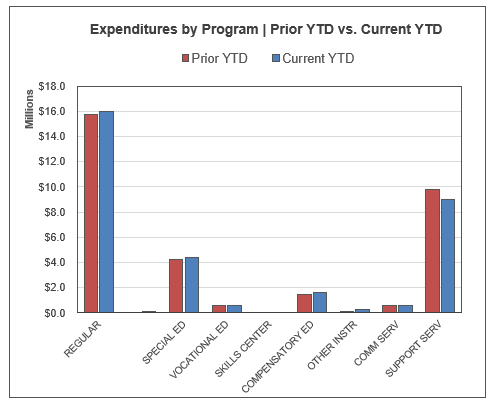 Expenditures by Program | Prior YTD vs. Current YTD
Prior YTD Current YTD
Millions
$18.0
$16.0
$14.0
$12.0
$10.0
$8.0
$6.0
$4.0
$2.0
$0.0
REGULAR
SPECIAL ED
VOCATIONAL ED
SKILLS CENTER
COMPENSATORY ED
OTHER INSTR
COMM SERV
SUPPORT SERV